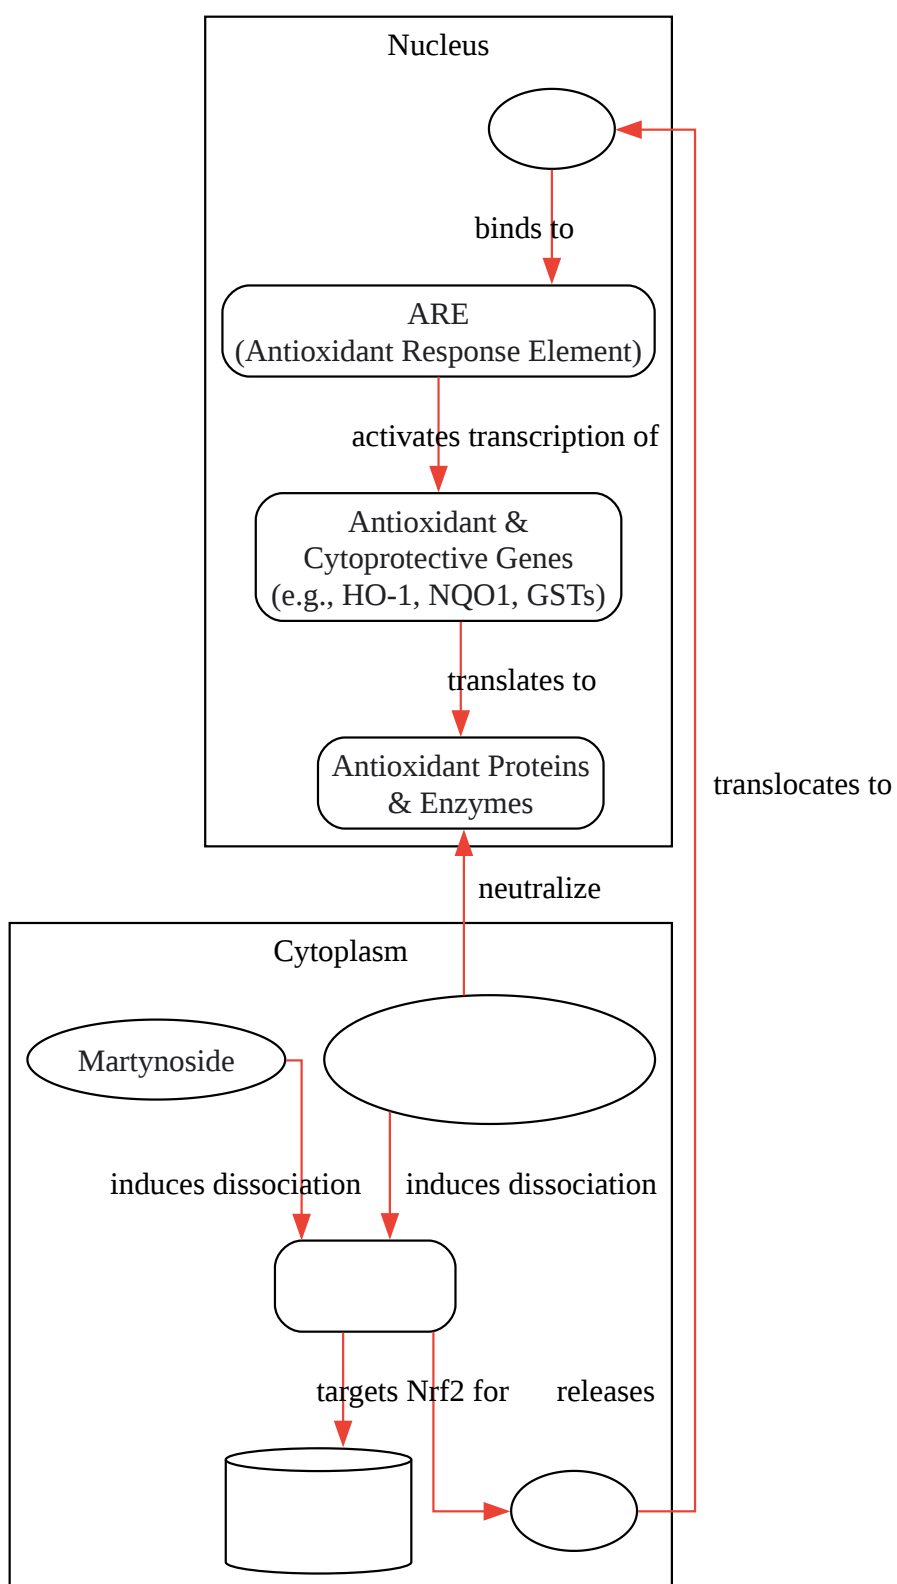 Nucleus
binds to
ARE
(Antioxidant Response Element)
activates transcription of
Antioxidant &
Cytoprotective Genes
(e.g., HO-1, NQO1, GSTs)
translates to
Antioxidant Proteins
& Enzymes
translocates to
neutralize
Cytoplasm
Martynoside
induces dissociation
induces dissociation
targets Nrf2 for
releases